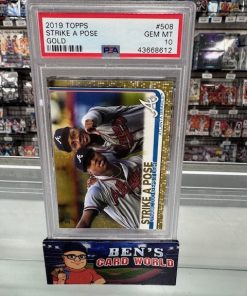 2019 TOPPS #508
STRIKE A POSE GEM MT
GOLD 10
PSA 43668612
STRIKE A POSE
BEN'S
CARD WORLD